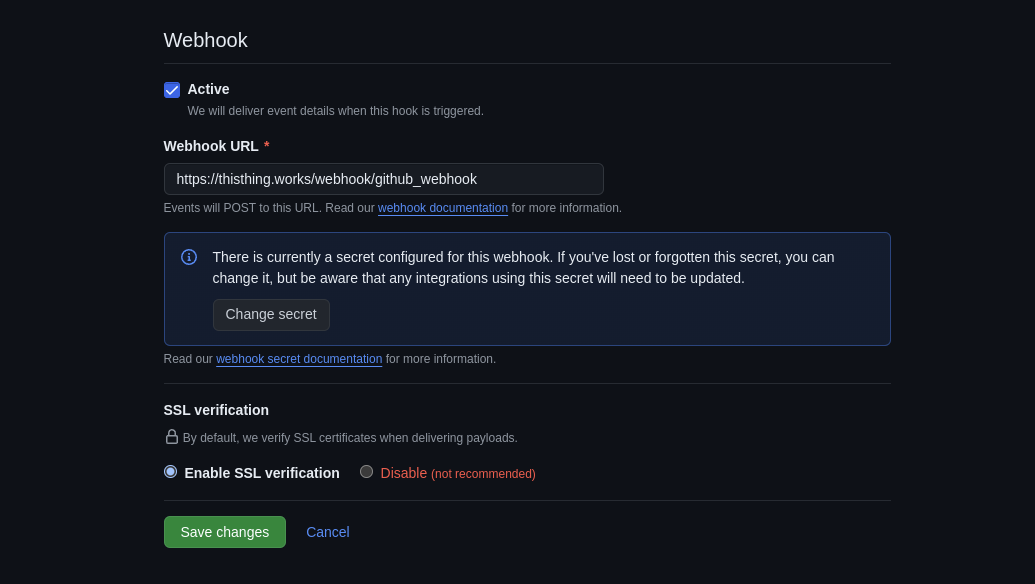 Webhook
Active
We will deliver event details when this hook is triggered.
Webhook URL *
https://thisthing.works/webhook/github_webhook
Events will POST to this URL. Read our webhook documentation for more information.
There is currently a secret configured for this webhook. If you've lost or forgotten this secret, you can
change it, but be aware that any integrations using this secret will need to be updated.
Change secret
Read our webhook secret documentation for more information.
SSL verification
By default, we verify SSL certificates when delivering payloads.
Enable SSL verification Disable (not recommended)
Save changes Cancel